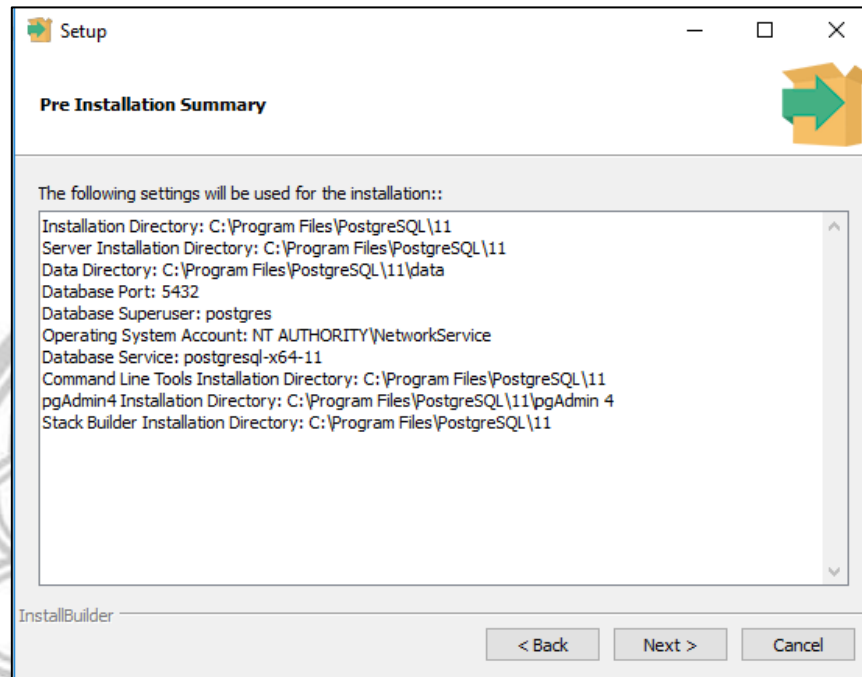 Setup
Pre Installation Summary
The following settings will be used for the installation::
Installation Directory: C:\Program Files\PostgreSQL\11
Server Installation Directory: C:\Program Files\PostgreSQL\11
Data Directory: C:\Program Files\PostgreSQL\11\data
Database Port: 5432
Database Superuser: postgres
Operating System Account: NT AUTHORITY\NetworkService
Database Service: postgresql-x64-11
Command Line Tools Installation Directory: C:\Program Files\PostgreSQL\11
pgAdmin4 Installation Directory: C:\Program Files\PostgreSQL\11\pgAdmin 4
Stack Builder Installation Directory: C:\Program Files\PostgreSQL\11
InstallBuilder
< Back Next > Cancel